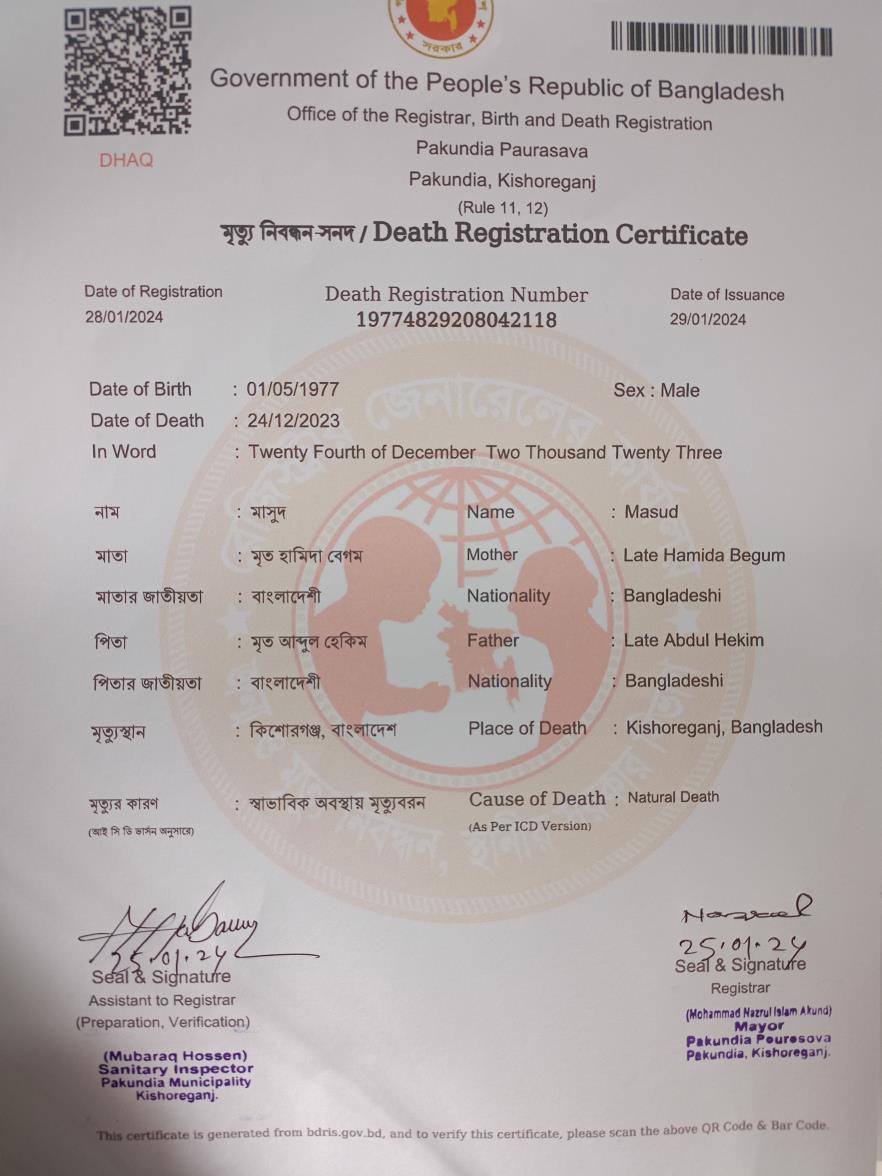 সরকার
Government of the People's Republic of Bangladesh
Office of the Registrar, Birth and Death Registration
DHAQ
Pakundia Paurasava
Pakundia, Kishoreganj
(Rule 11, 12)
মৃত্যু নিবন্ধন সনদ / Death Registration Certificate
Date of Registration Death Registration Number Date of Issuance
28/01/2024 19774829208042118 29/01/2024
Date of Birth : 01/05/1977 Sex : Male
Date of Death : 24/12/2023
In Word : Twenty Fourth of December Two Thousand Twenty Three
নাম : মাসুদ Name : Masud
মাতা : মৃত হামিদা বেগম Mother : Late Hamida Begum
মাতার জাতীয়তা : বাংলাদেশী Nationality : Bangladeshi
পিতা : মৃত আব্দুল হেকিম Father : Late Abdul Hekim
পিতার জাতীয়তা : বাংলাদেশী Nationality : Bangladeshi
মৃত্যুস্থান : কিশোরগঞ্জ, বাংলাদেশ Place of Death : Kishoreganj, Bangladesh
মৃত্যুর কারণ : স্বাভাবিক অবস্থায় মৃত্যুবরন Cause of Death : Natural Death
(আই সি ডি ভার্সন অনুসারে) (As Per ICD Version)
25.01.24 25.01.24
Seal & Signature Seal & Signature
Assistant to Registrar Registrar
(Preparation, Verification)
(Mohammad Nazrul Islam Akund)
Mayor
Pakundia Pouresova
Pakundia, Kishoreganj.
(Mubaraq Hossen)
Sanitary Inspector
Pakundia Municipality
Kishoreganj.
This certificate is generated from bdris.gov.bd, and to verify this certificate, please scan the above QR Code & Bar Code.